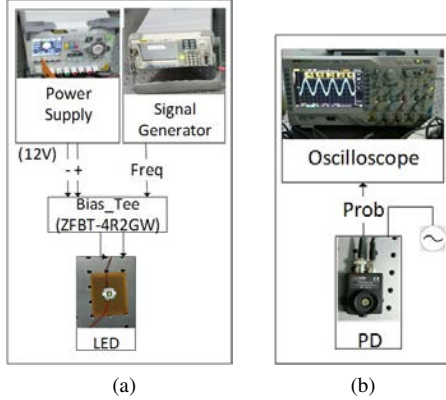 Power
Supply
Signal
Generator
(12V)
- +
Freq
Bias_Tee
(ZFBT-4R2GW)
LED
(a)
Oscilloscope
Prob
PD
(b)